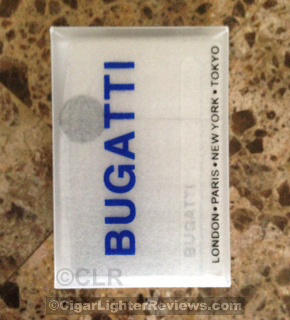 BUGATTI
BUGATTI
LONDON • PARIS • NEW YORK • TOKYO
©CLR
©CigarLighterReviews.com